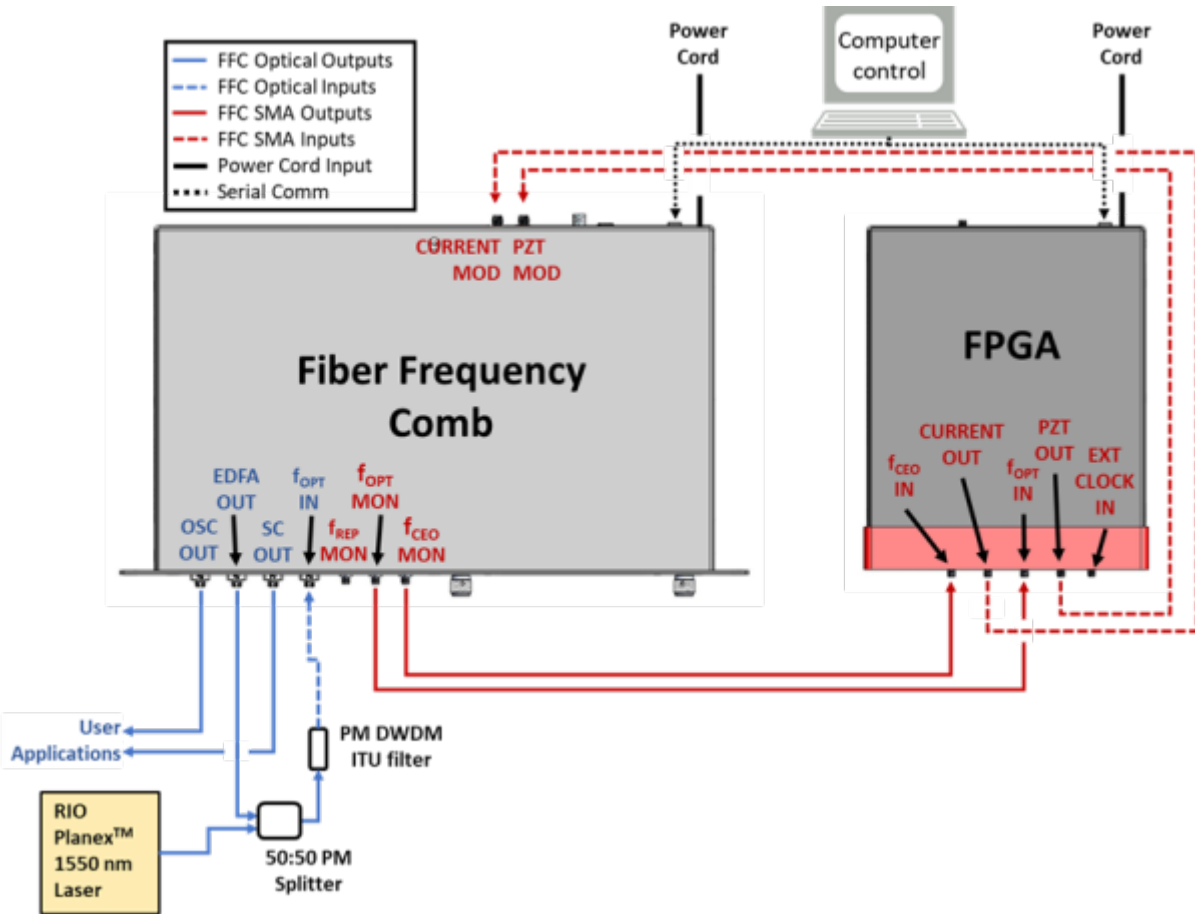 FFC Optical Outputs
FFC Optical Inputs
FFC SMA Outputs
FFC SMA Inputs
Power Cord Input
Serial Comm
Power
Cord
Computer
control
Power
Cord
CURRENT
MOD
PZT
MOD
Fiber Frequency
Comb
OSC
OUT
EDFA
OUT
SC
OUT
fOPT
IN
fREP
MON
fOPT
MON
fCEO
MON
FPGA
fCEO
IN
CURRENT
OUT
fOPT
IN
PZT
OUT
EXT
CLOCK
IN
User
Applications
PM DWDM
ITU filter
RIO
Planex™
1550 nm
Laser
50:50 PM
Splitter